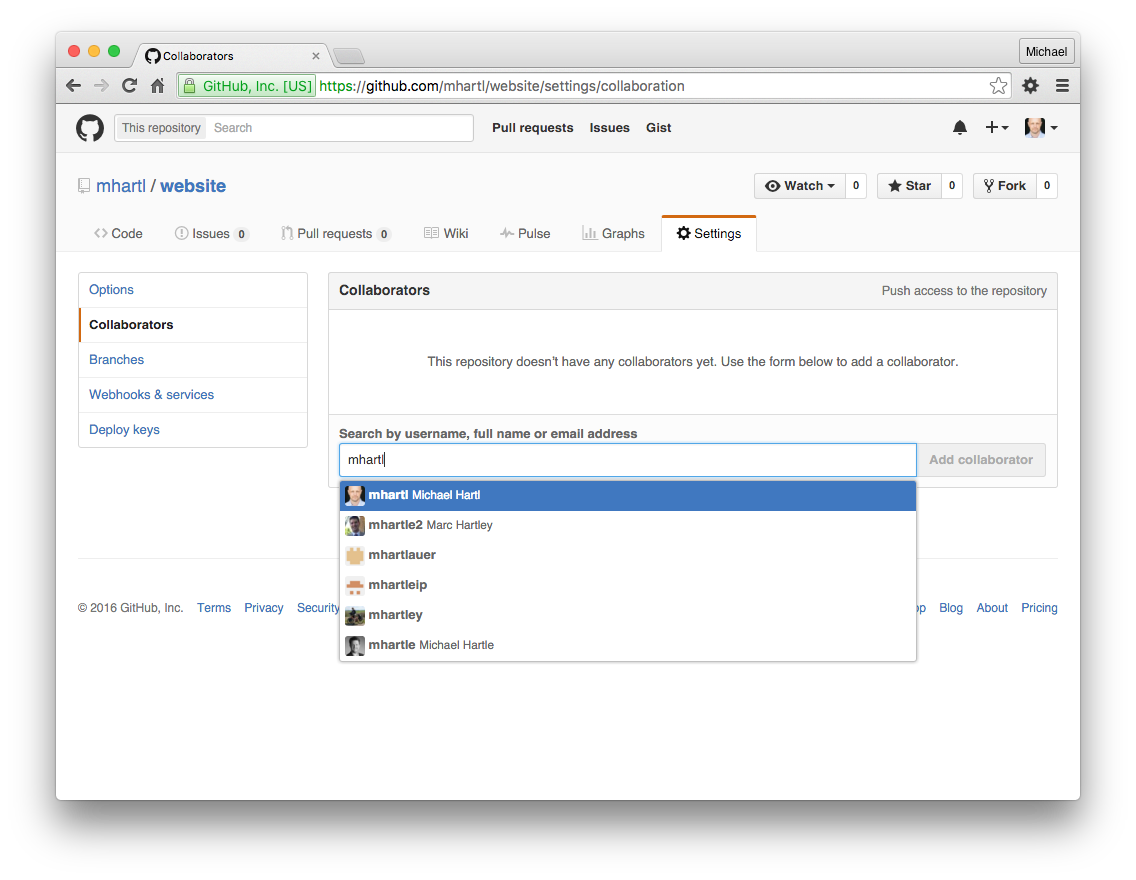 Collaborators
Michael
GitHub, Inc. [US] https://github.com/mhartl/website/settings/collaboration
This repository Search Pull requests Issues Gist
mhartl / website Watch 0 Star 0 Fork 0
Code Issues 0 Pull requests 0 Wiki Pulse Graphs Settings
Options
Collaborators
Branches
Webhooks & services
Deploy keys
Collaborators Push access to the repository
This repository doesn’t have any collaborators yet. Use the form below to add a collaborator.
Search by username, full name or email address
mhartl Add collaborator
mhartl Michael Hartl
mhartle2 Marc Hartley
mhartlauer
mhartleip
mhartley
mhartle Michael Hartle
© 2016 GitHub, Inc. Terms Privacy Security Blog About Pricing